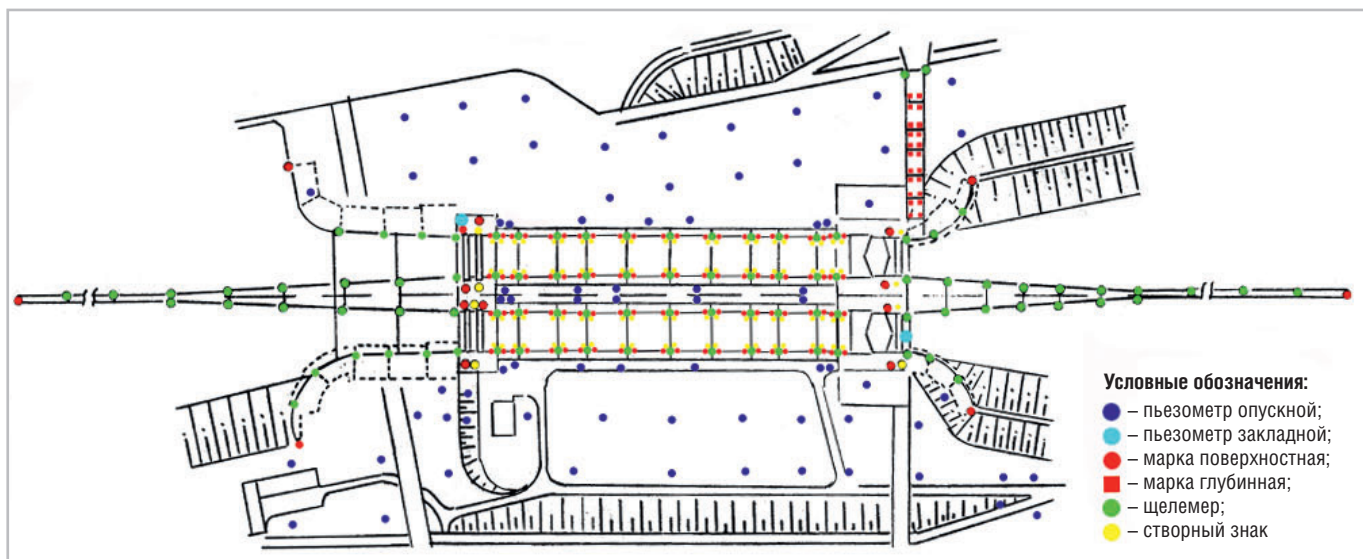 Условные обозначения:
– пьезометр опускной;
– пьезометр закладной;
– марка поверхностная;
– марка глубинная;
– щелемер;
– створный знак